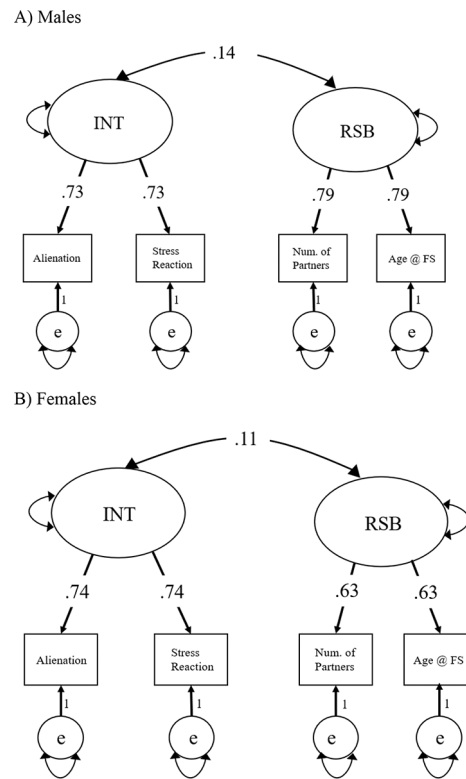 A) Males
.14
INT
RSB
.73
.73
.79
.79
Alienation
Stress
Reaction
Num. of
Partners
Age @ FS
1
1
1
1
e
e
e
e
B) Females
.11
INT
RSB
.74
.74
.63
.63
Alienation
Stress
Reaction
Num. of
Partners
Age @ FS
1
1
1
1
e
e
e
e